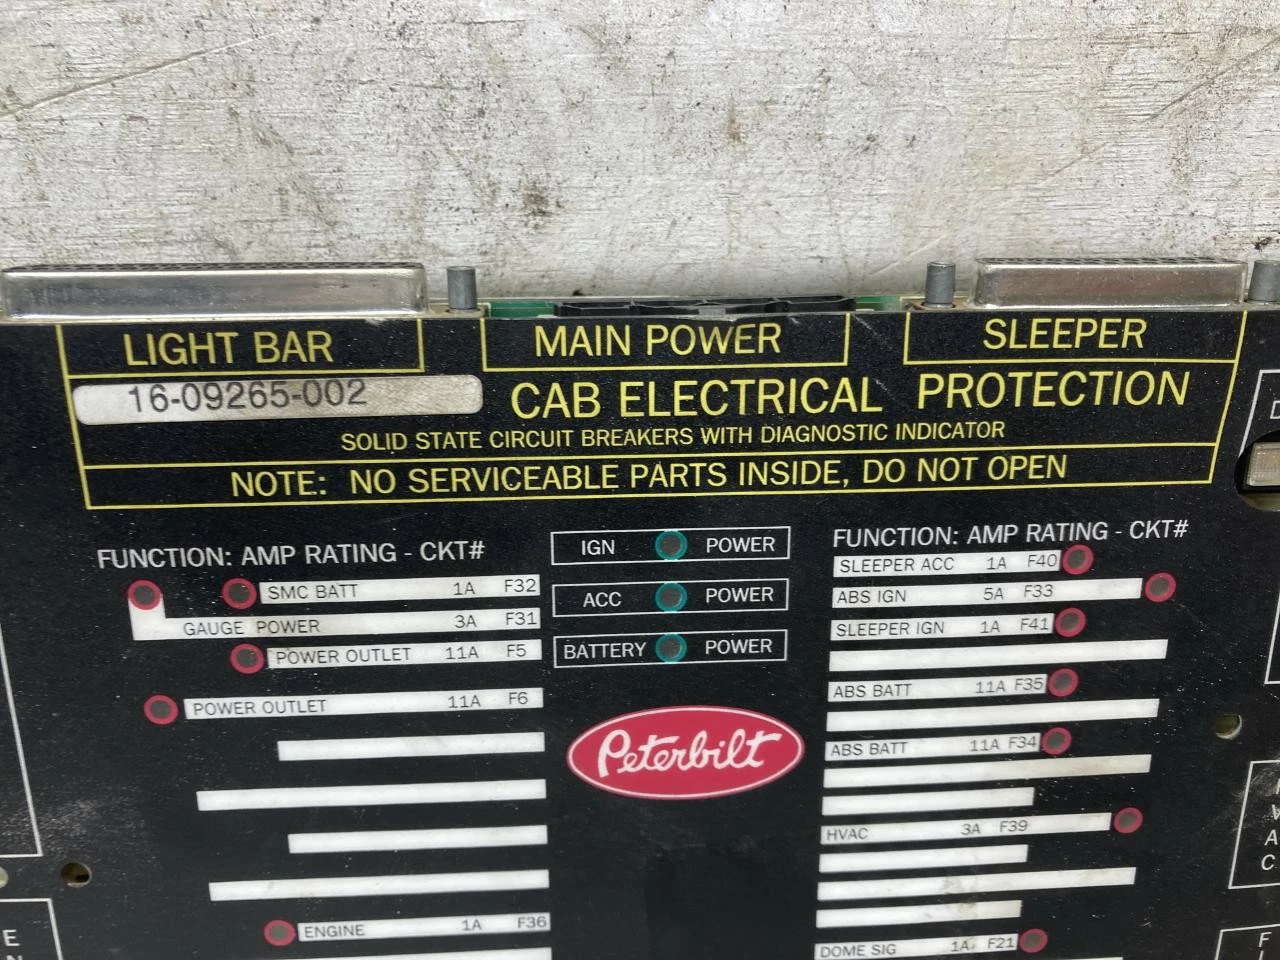 LIGHT BAR
MAIN POWER
SLEEPER
16-09265-002
CAB ELECTRICAL PROTECTION
SOLID STATE CIRCUIT BREAKERS WITH DIAGNOSTIC INDICATOR
NOTE: NO SERVICEABLE PARTS INSIDE, DO NOT OPEN
FUNCTION: AMP RATING - CKT#
SMC BATT 1A F32
GAUGE POWER 3A F31
POWER OUTLET 11A F5
POWER OUTLET 11A F6
ENGINE 1A F36
IGN POWER
ACC POWER
BATTERY POWER
Peterbilt
FUNCTION: AMP RATING - CKT#
SLEEPER ACC 1A F40
ABS IGN 5A F33
SLEEPER IGN 1A F41
ABS BATT 11A F35
ABS BATT 11A F34
HVAC 3A F39
DOME SIG 1A F21